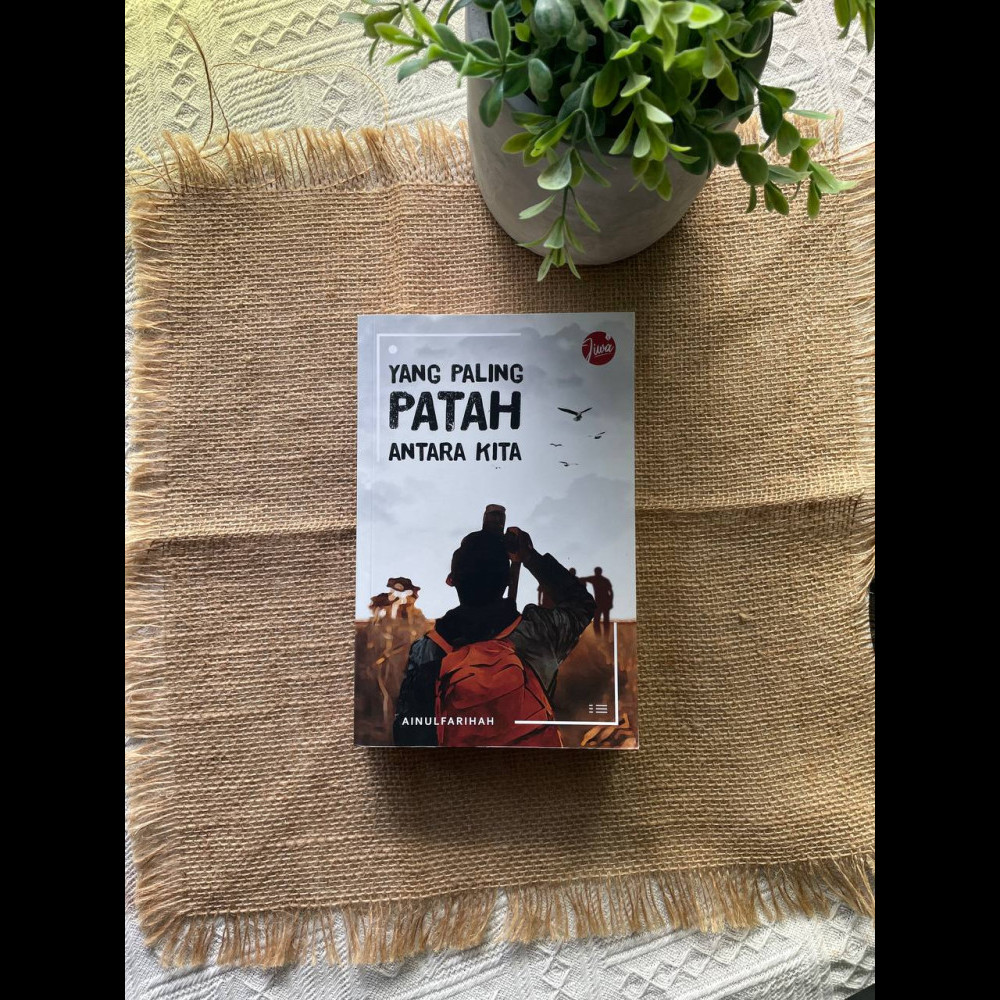 Jiwa
YANG PALING
PATAH
ANTARA KITA
AINULFARIHAH